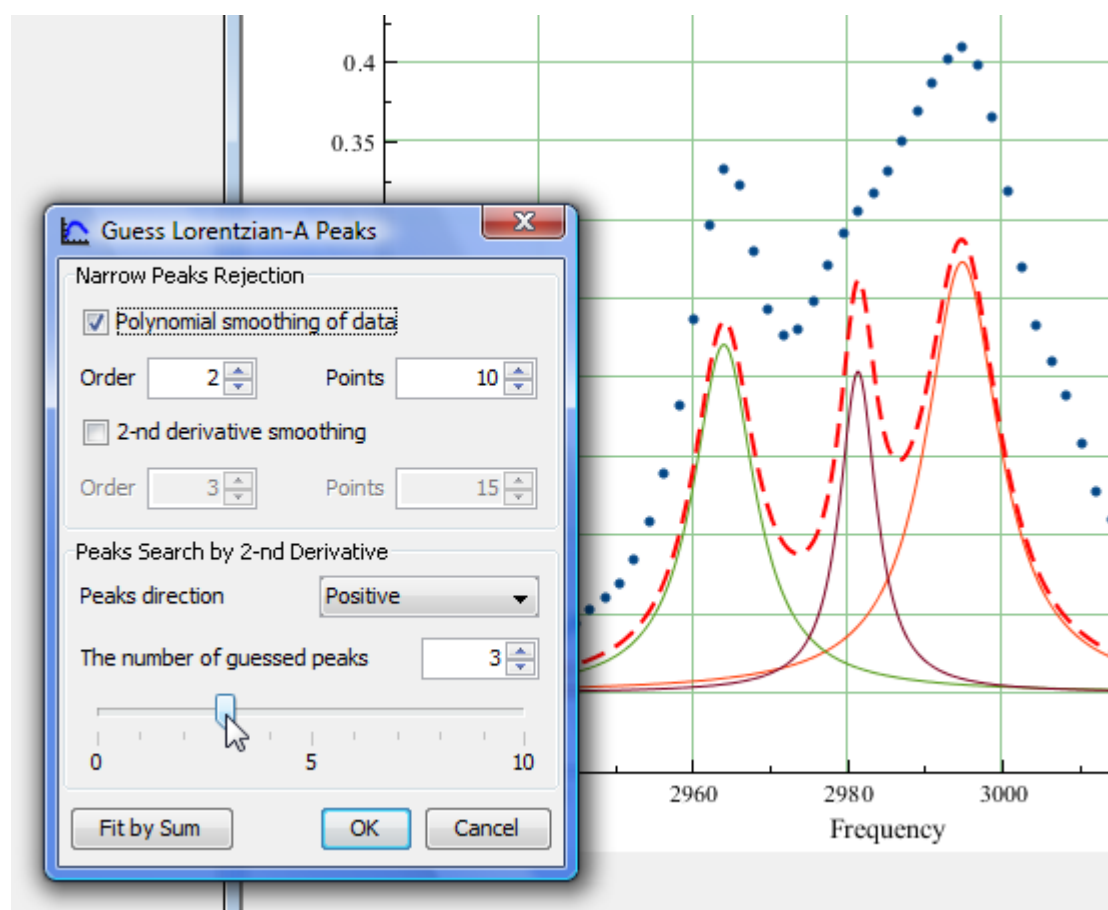 0.4
0.35
Guess Lorentzian-A Peaks
Narrow Peaks Rejection
Polynomial smoothing of data
Order 2 Points 10
2-nd derivative smoothing
Order 3 Points 15
Peaks Search by 2-nd Derivative
Peaks direction Positive
The number of guessed peaks 3
0 5 10
Fit by Sum OK Cancel
2960 2980 3000
Frequency